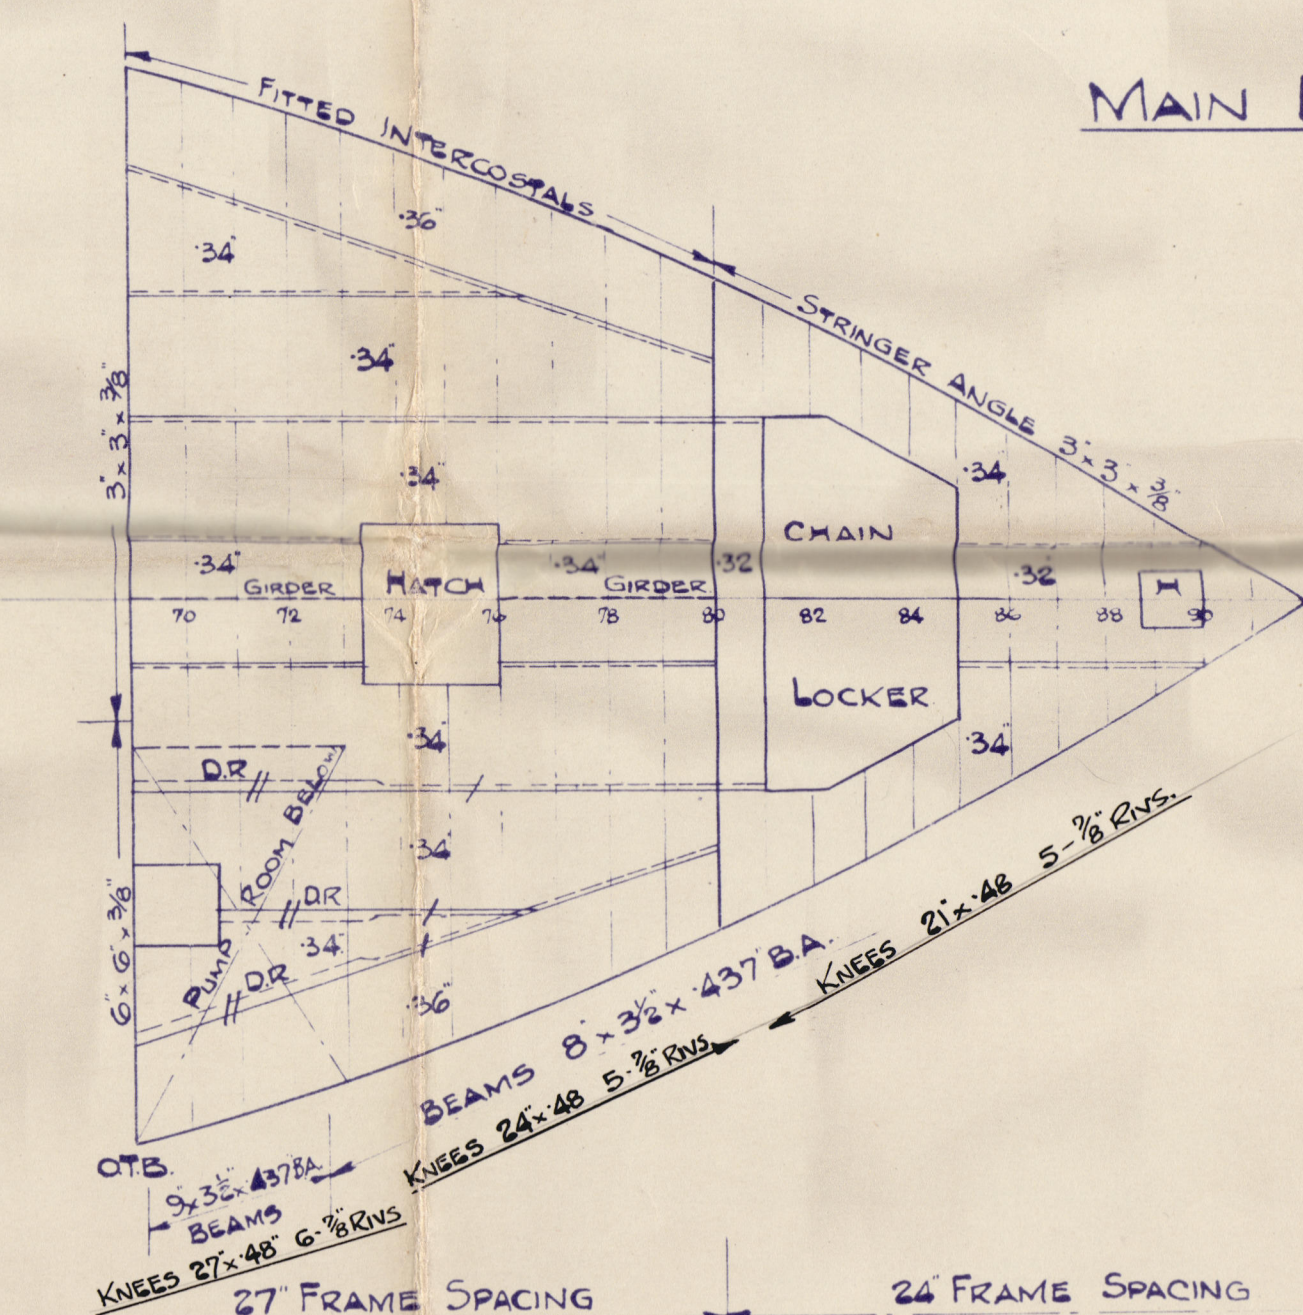 MAIN
FITTED INTERCOSTALS
·36"
·34"
·34"
STRINGER ANGLE 3" x 3" x 3/8"
3" x 3" x 3/8"
·34"
·34"
CHAIN
·34"
HATCH
·34"
·32
·32"
H
GIRDER
GIRDER
70 72 74 76 78 80 82 84 86 88 90
LOCKER
·34"
·34"
D.R
PUMP ROOM BELOW
·34"
D.R
·34"
D.R
·36"
6" x 6" x 3/8"
BEAMS 8" x 3½" x ·437" B.A.
KNEES 21" x ·48 5-7/8" RIVS.
KNEES 24" x ·48 5-7/8" RIVS.
O.T.B.
9" x 3½" x ·437" B.A.
BEAMS
KNEES 27" x ·48" 6-7/8 RIVS
27" FRAME SPACING
24" FRAME SPACING